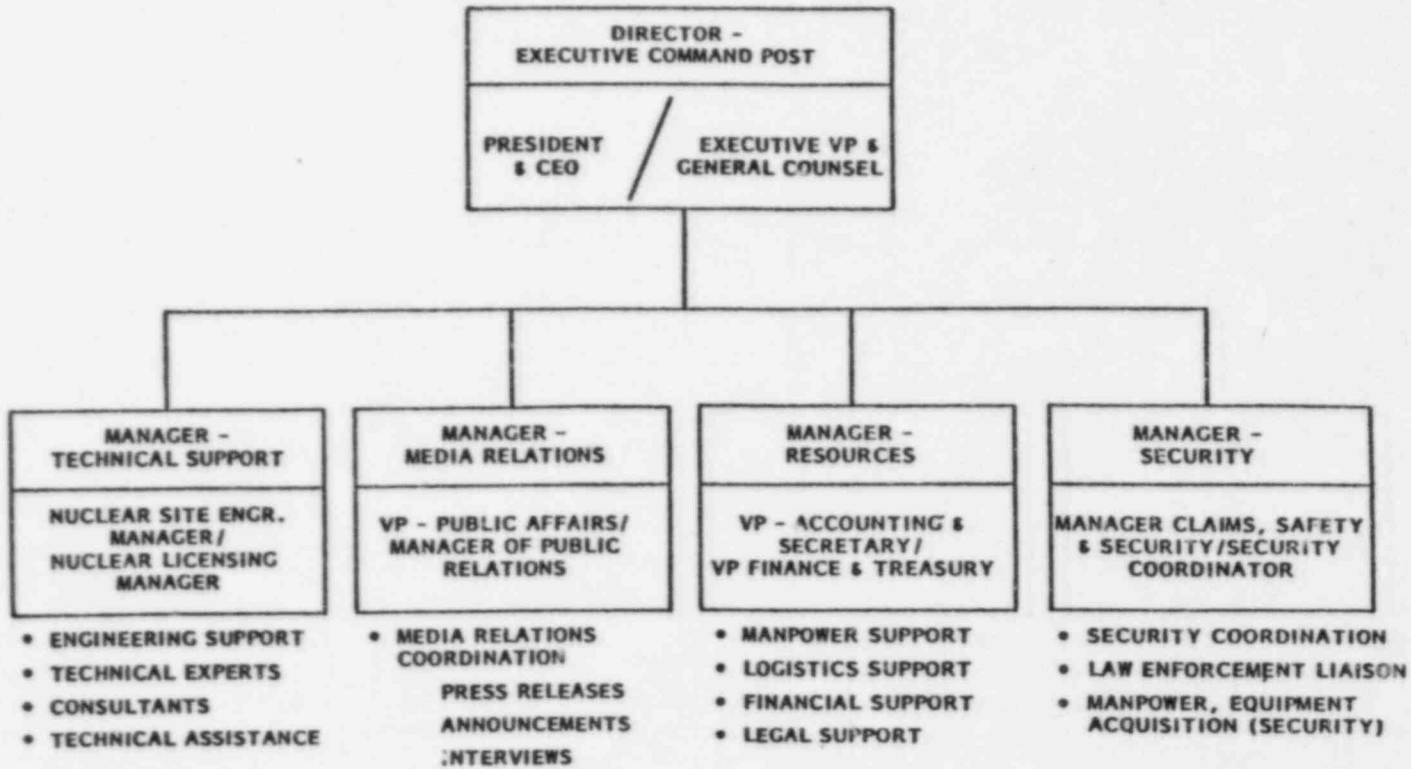 DIRECTOR -
EXECUTIVE COMMAND POST
PRESIDENT
& CEO
/
EXECUTIVE VP &
GENERAL COUNSEL
MANAGER -
TECHNICAL SUPPORT
NUCLEAR SITE ENGR.
MANAGER/
NUCLEAR LICENSING
MANAGER
• ENGINEERING SUPPORT
• TECHNICAL EXPERTS
• CONSULTANTS
• TECHNICAL ASSISTANCE
MANAGER -
MEDIA RELATIONS
VP - PUBLIC AFFAIRS/
MANAGER OF PUBLIC
RELATIONS
• MEDIA RELATIONS
COORDINATION
PRESS RELEASES
ANNOUNCEMENTS
INTERVIEWS
MANAGER -
RESOURCES
VP - ACCOUNTING &
SECRETARY/
VP FINANCE & TREASURY
• MANPOWER SUPPORT
• LOGISTICS SUPPORT
• FINANCIAL SUPPORT
• LEGAL SUPPORT
MANAGER -
SECURITY
MANAGER CLAIMS, SAFETY
& SECURITY/SECURITY
COORDINATOR
• SECURITY COORDINATION
• LAW ENFORCEMENT LIAISON
• MANPOWER, EQUIPMENT
ACQUISITION (SECURITY)